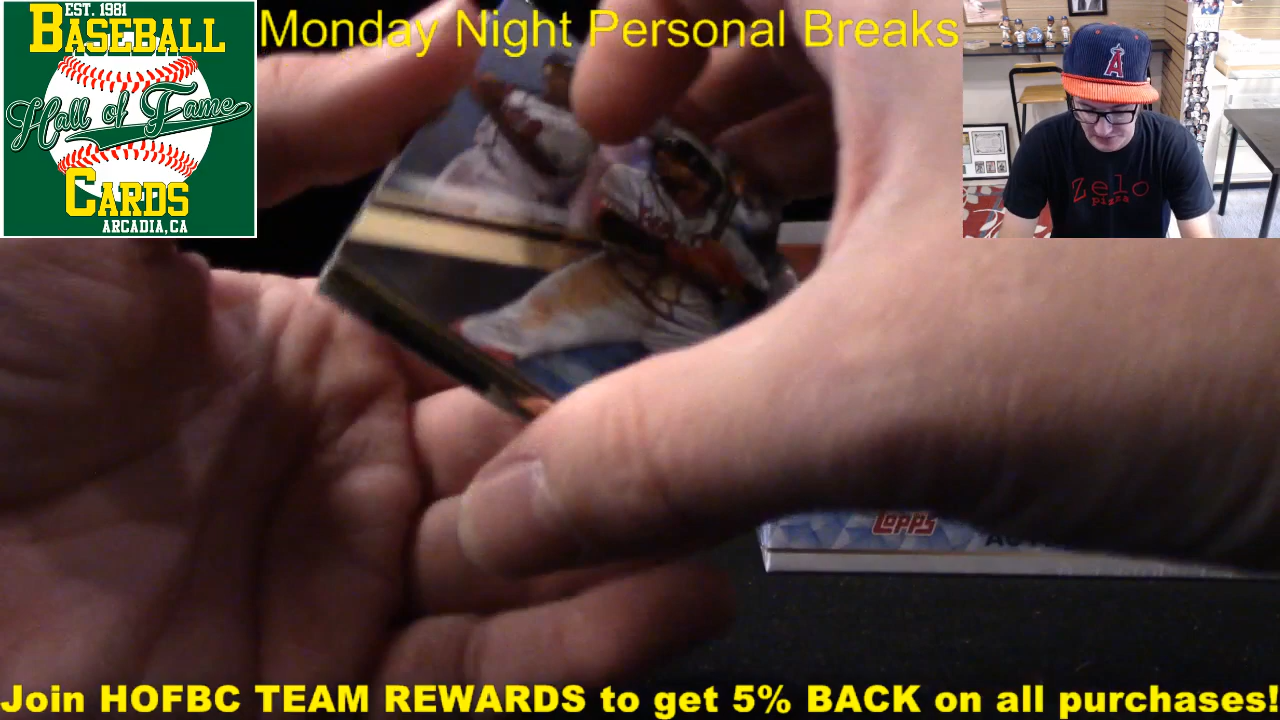 EST. 1981
BASEBALL
Hall of Fame
CARDS
ARCADIA, CA
Monday Night Personal Breaks
A
Zelo
pizza
Topps
Join HOFBC TEAM REWARDS to get 5% BACK on all purchases!